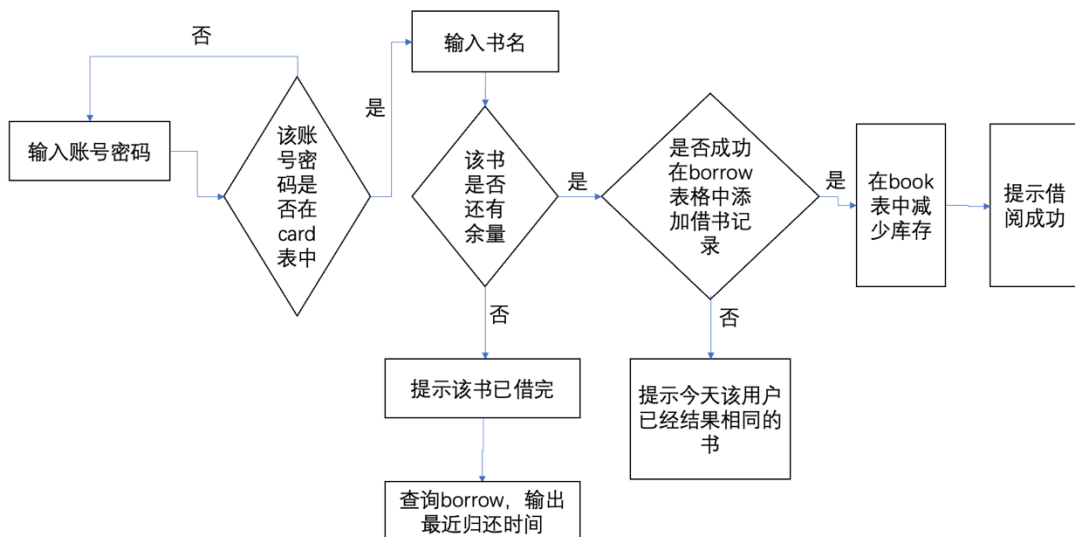 否
输入书名
是
输入账号密码
该账
号密
码是
否在
card
表中
该书
是否
还有
余量
是
是否成功
在borrow
表格中添
加借书记
录
是
在book
表中减
少库存
提示借
阅成功
否
否
提示该书已借完
提示今天该用户
已经结果相同的
书
查询borrow，输出
最近归还时间